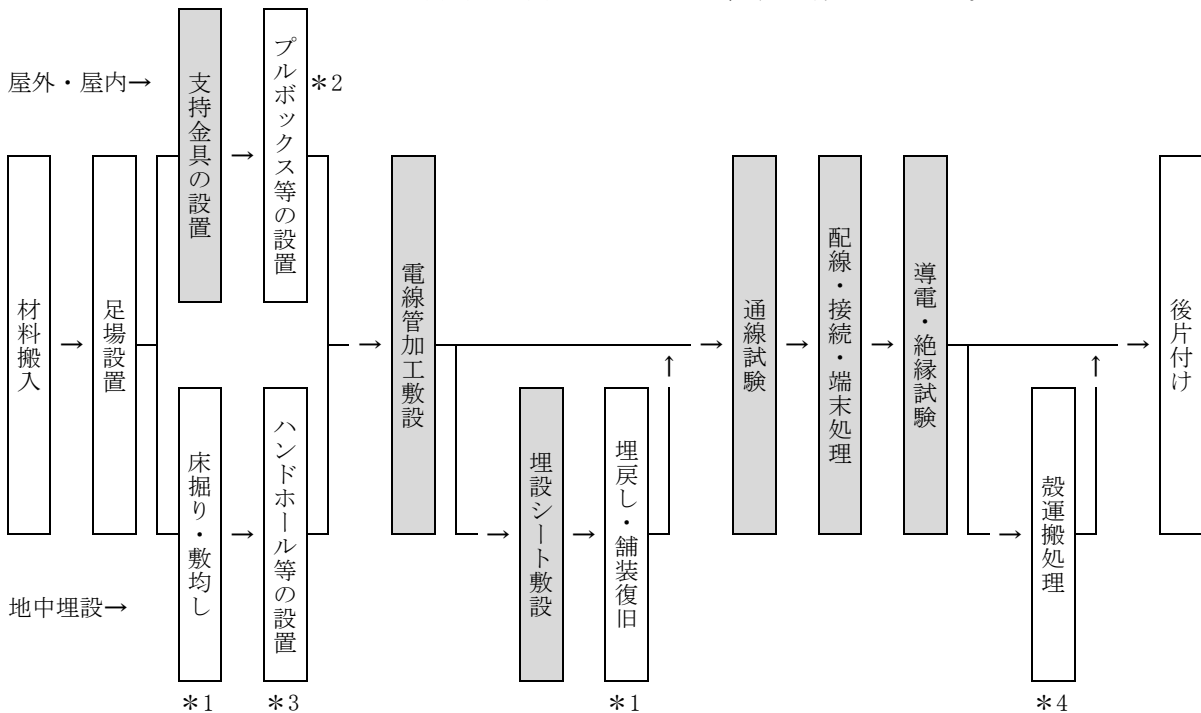 屋外・屋内→
支持金具の設置
→
プルボックス等の設置
＊2
材料搬入
→
足場設置
床掘り・敷均し
→
ハンドホール等の設置
地中埋設→
＊1
＊3
→
電線管加工敷設
→
埋設シート敷設
→
埋戻し・舗装復旧
＊1
↑
→
通線試験
→
配線・接続・端末処理
→
導電・絶縁試験
→
殻運搬処理
＊4
↑
→
後片付け